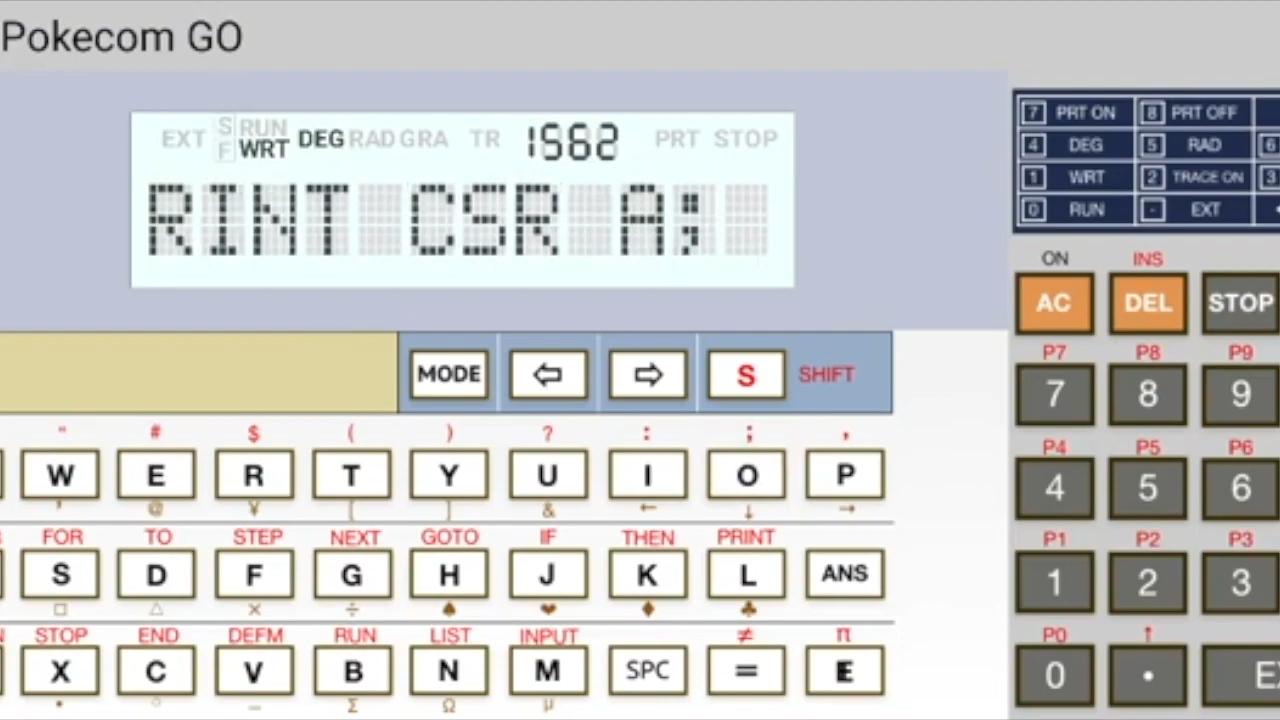 Pokecom GO
EXT S F RUN WRT DEG RAD GRA TR 1562 PRT STOP
RINT CSR A;
7 PRT ON 8 PRT OFF
4 DEG 5 RAD 6
1 WRT 2 TRACE ON 3
0 RUN - EXT
ON INS
AC DEL STOP
MODE ⇦ ⇨ S SHIFT
P7 P8 P9
7 8 9
" # $ ( ) ? : ; ,
W E R T Y U I O P
' @ ¥ [ ] & ← ↓ →
P4 P5 P6
4 5 6
FOR TO STEP NEXT GOTO IF THEN PRINT
S D F G H J K L ANS
□ △ × ÷ ♠ ♥ ♦ ♣
P1 P2 P3
1 2 3
STOP END DEFM RUN LIST INPUT ≠ π
X C V B N M SPC = E
Σ Ω μ
P0 ↑
0 •